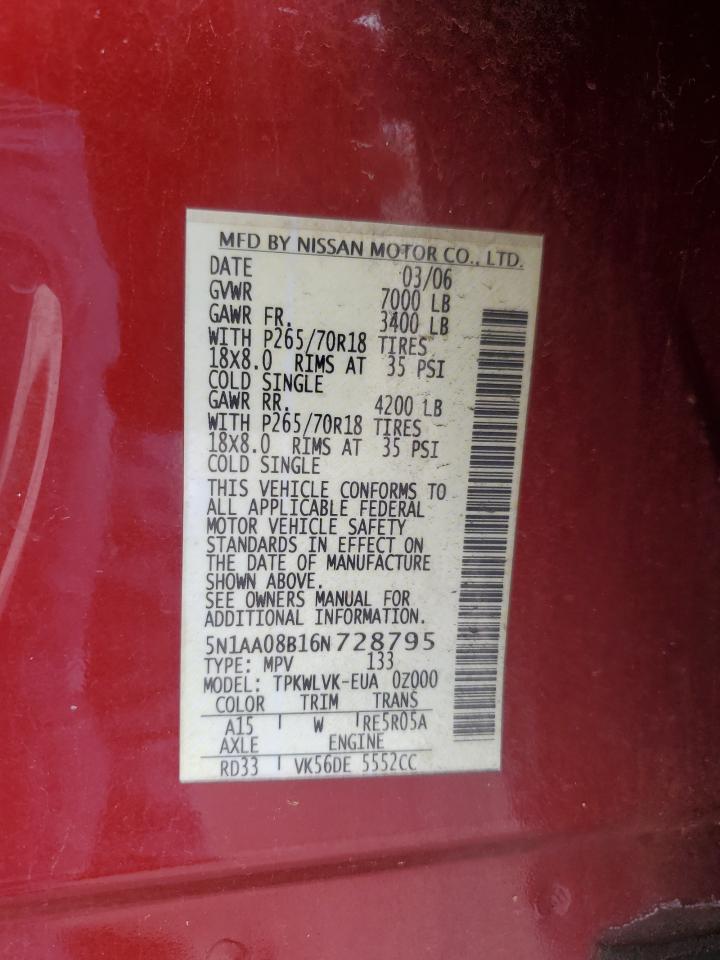 MFD BY NISSAN MOTOR CO., LTD.
DATE 03/06
GVWR 7000 LB
GAWR FR. 3400 LB
WITH P265/70R18 TIRES
18X8.0 RIMS AT 35 PSI
COLD SINGLE
GAWR RR. 4200 LB
WITH P265/70R18 TIRES
18X8.0 RIMS AT 35 PSI
COLD SINGLE
THIS VEHICLE CONFORMS TO
ALL APPLICABLE FEDERAL
MOTOR VEHICLE SAFETY
STANDARDS IN EFFECT ON
THE DATE OF MANUFACTURE
SHOWN ABOVE.
SEE OWNERS MANUAL FOR
ADDITIONAL INFORMATION.
5N1AA08B16N728795
TYPE: MPV 133
MODEL: TPKWLVK-EUA 0Z000
COLOR TRIM TRANS
A15 W RE5R05A
AXLE ENGINE
RD33 VK56DE 5552CC